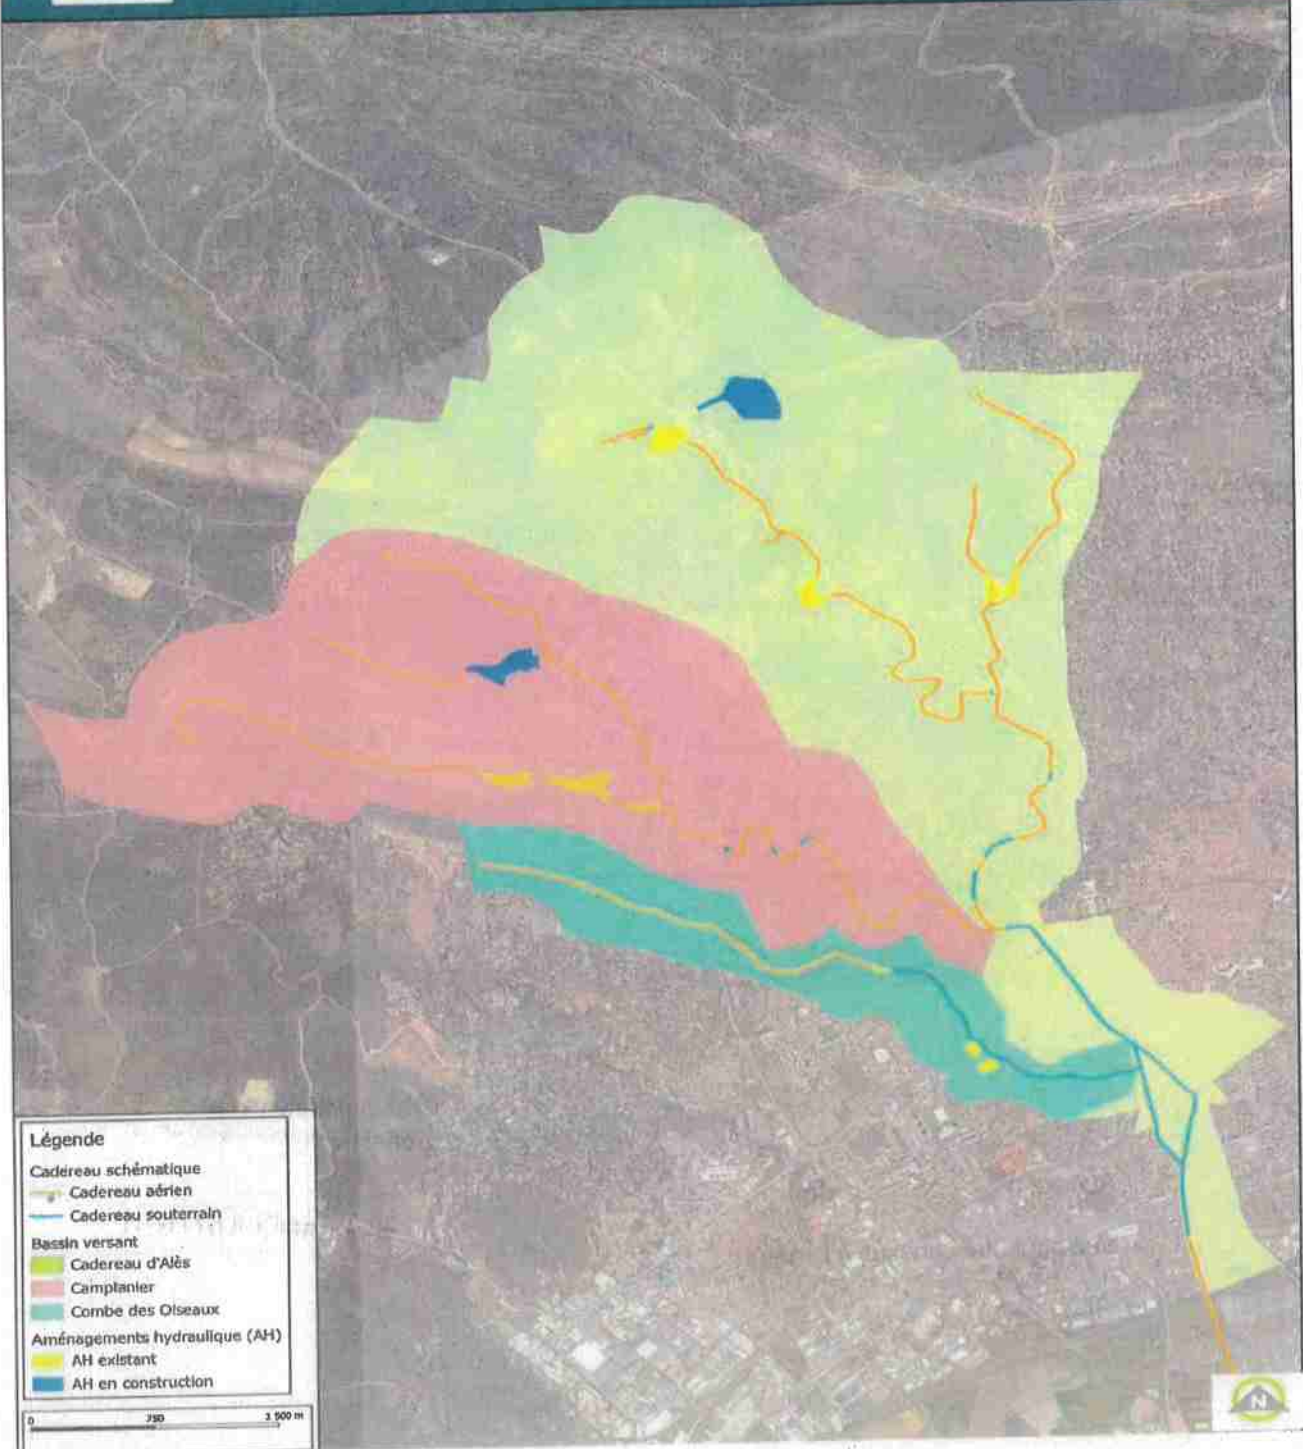 Légende
Cadereau schématique
Cadereau aérien
Cadereau souterrain
Bassin versant
Cadereau d'Alès
Camplanier
Combe des Oiseaux
Aménagements hydraulique (AH)
AH existant
AH en construction
0 750 1 500 m
N